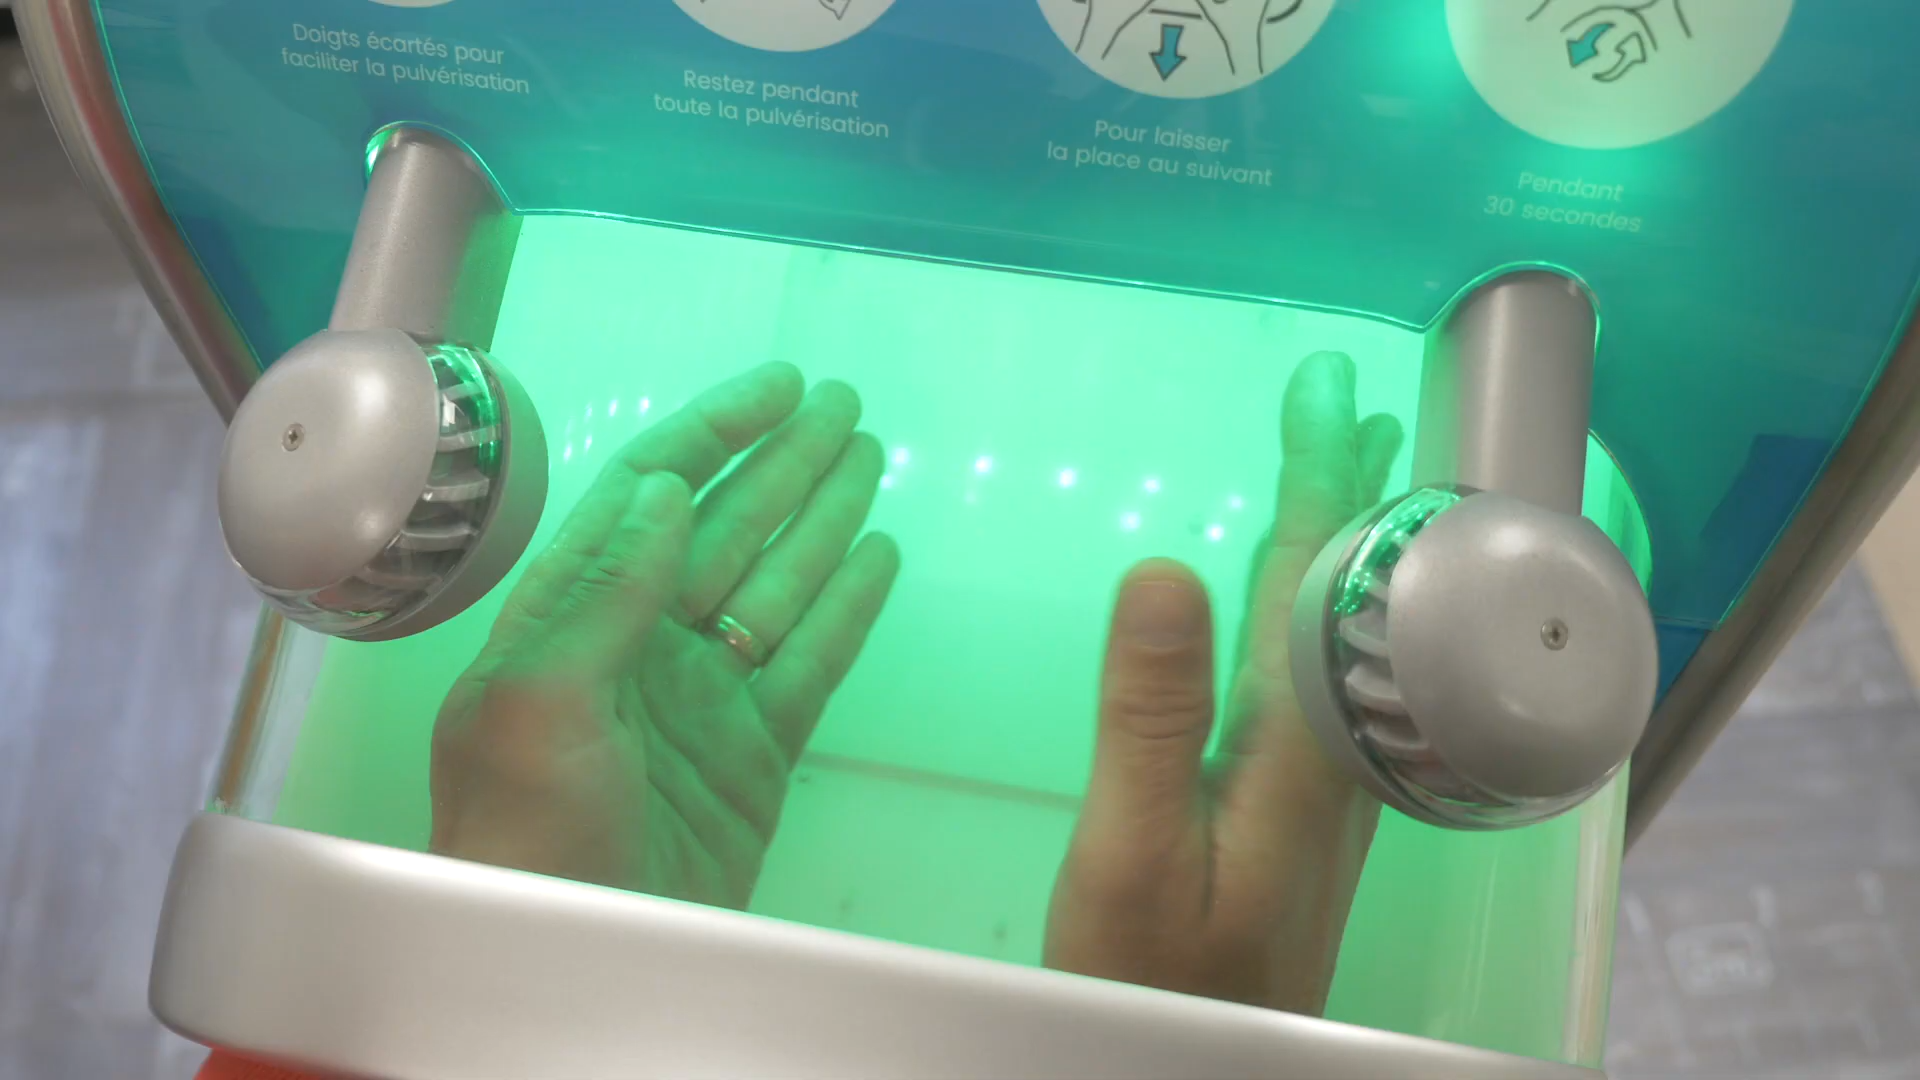 Doigts écartés pour
faciliter la pulvérisation
Restez pendant
toute la pulvérisation
Pour laisser
la place au suivant
Pendant
30 secondes